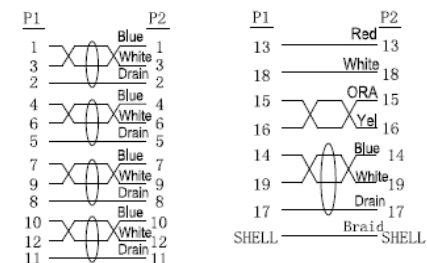 P1 P2
1 Blue 1
3 White 3
2 Drain 2
4 Blue 4
6 White 6
5 Drain 5
7 Blue 7
9 White 9
8 Drain 8
10 Blue 10
12 White 12
11 Drain 11
P1 P2
13 Red 13
18 White 18
15 ORA 15
16 Yel 16
14 Blue 14
19 White 19
17 Drain 17
SHELL Braid SHELL